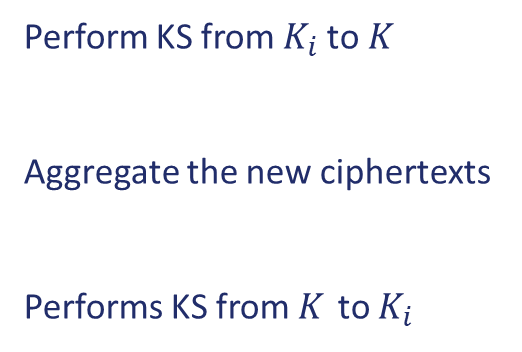 Perform KS from K_i to K
Aggregate the new ciphertexts
Performs KS from K to K_i